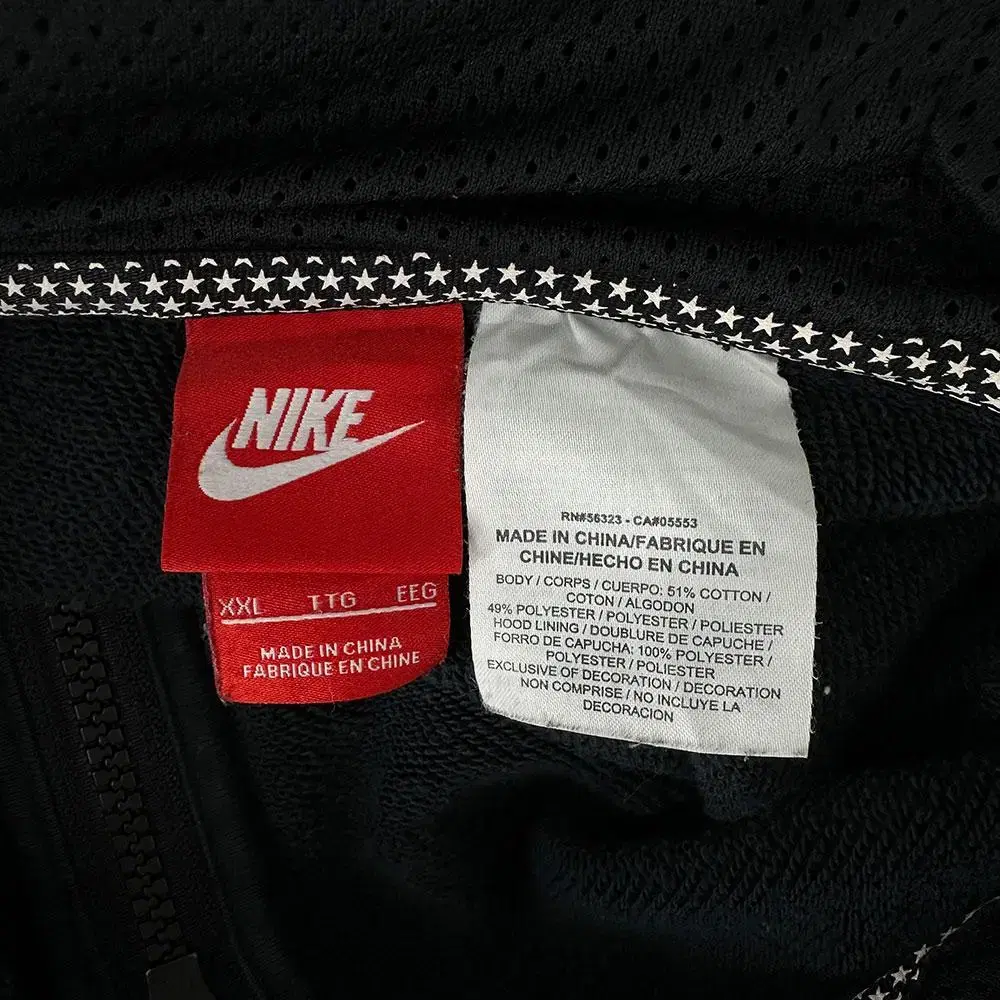 NIKE
XXL TTG EEG
MADE IN CHINA
FABRIQUE EN CHINE
RN#56323 - CA#05553
MADE IN CHINA/FABRIQUE EN
CHINE/HECHO EN CHINA
BODY / CORPS / CUERPO: 51% COTTON /
COTON / ALGODON
49% POLYESTER / POLYESTER / POLIESTER
HOOD LINING / DOUBLURE DE CAPUCHE /
FORRO DE CAPUCHA: 100% POLYESTER /
POLYESTER / POLIESTER
EXCLUSIVE OF DECORATION / DECORATION
NON COMPRISE / NO INCLUYE LA
DECORACION